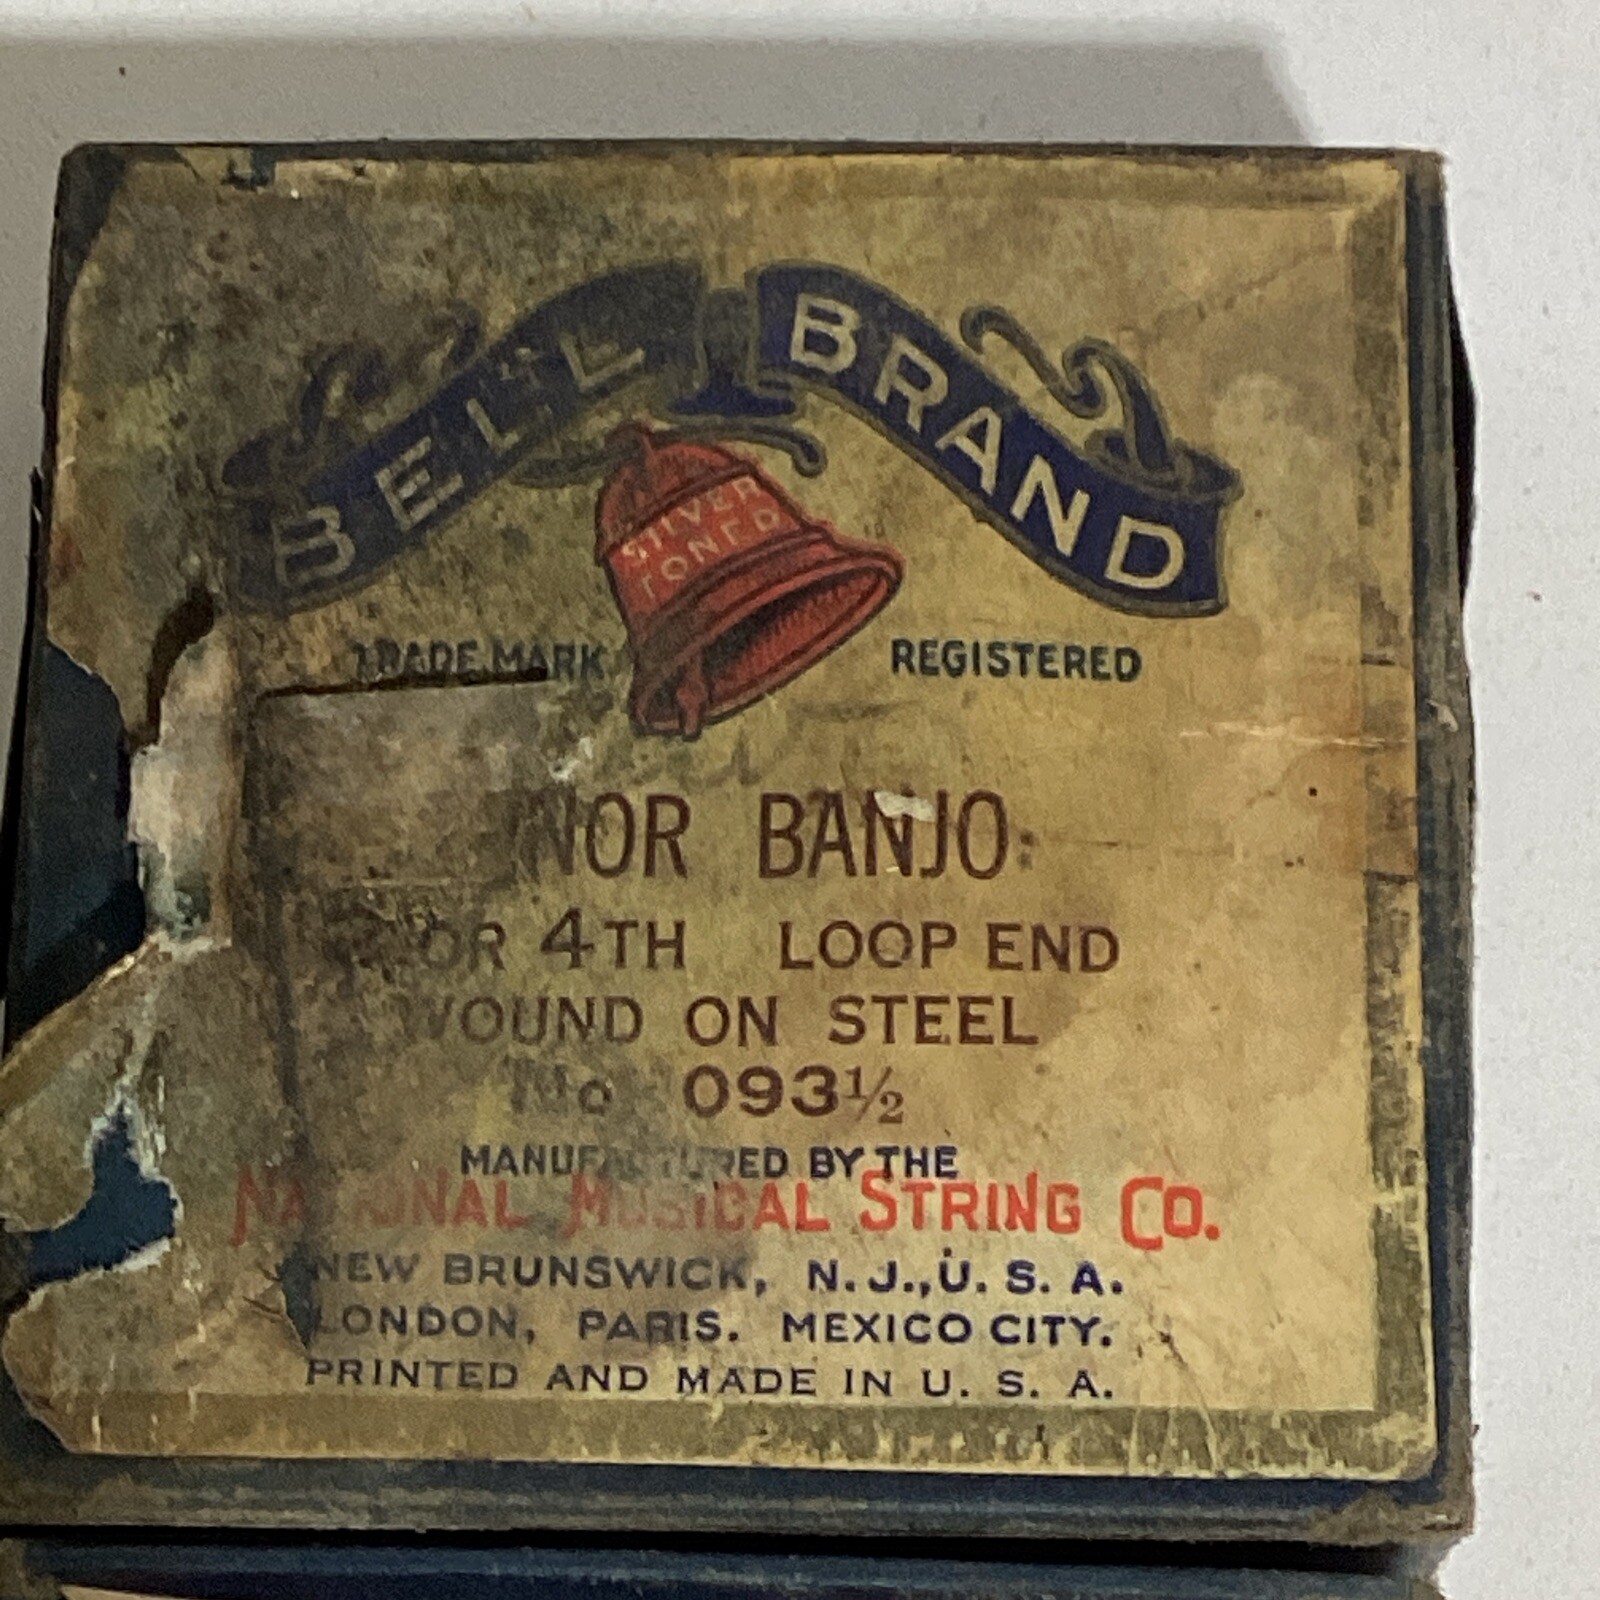 BELL BRAND
SILVER
TONED
TRADE MARK REGISTERED
NOR BANJO
OR 4TH LOOP END
WOUND ON STEEL
No 093½
MANUFACTURED BY THE
NATIONAL MUSICAL STRING CO.
NEW BRUNSWICK, N. J., U. S. A.
LONDON, PARIS. MEXICO CITY.
PRINTED AND MADE IN U. S. A.